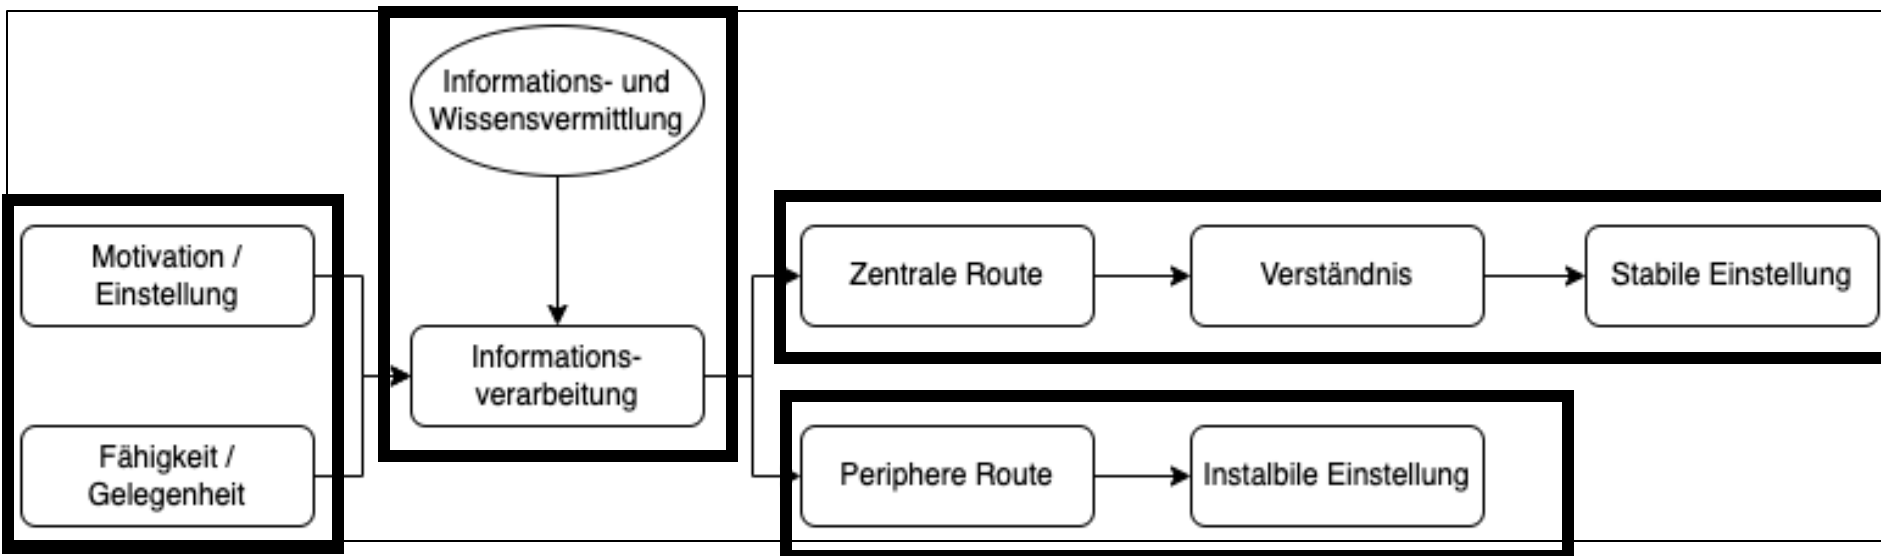 Informations- und
Wissensvermittlung
Motivation /
Einstellung
Fähigkeit /
Gelegenheit
Informations-
verarbeitung
Zentrale Route
Verständnis
Stabile Einstellung
Periphere Route
Instalbile Einstellung